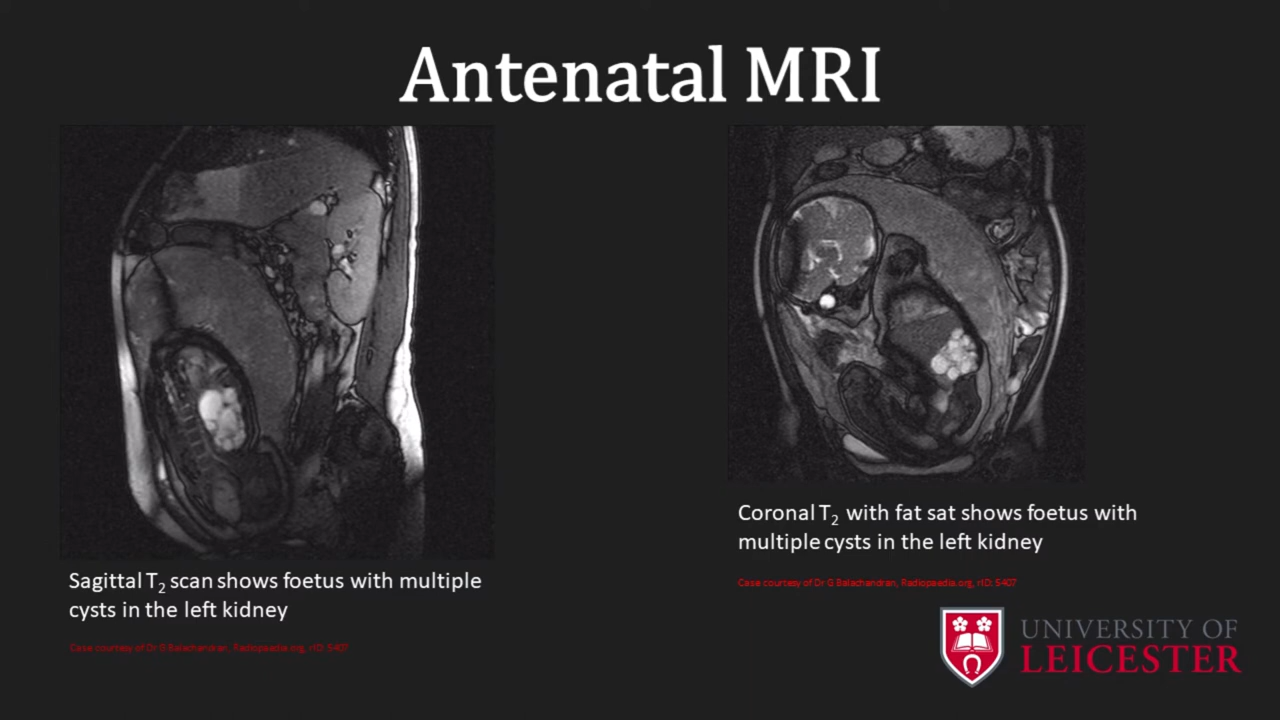 Antenatal MRI
Sagittal T2 scan shows foetus with multiple
cysts in the left kidney
Case courtesy of Dr G Balachandran, Radiopaedia.org, rID: 5407
Coronal T2 with fat sat shows foetus with
multiple cysts in the left kidney
Case courtesy of Dr G Balachandran, Radiopaedia.org, rID: 5407
UNIVERSITY OF
LEICESTER